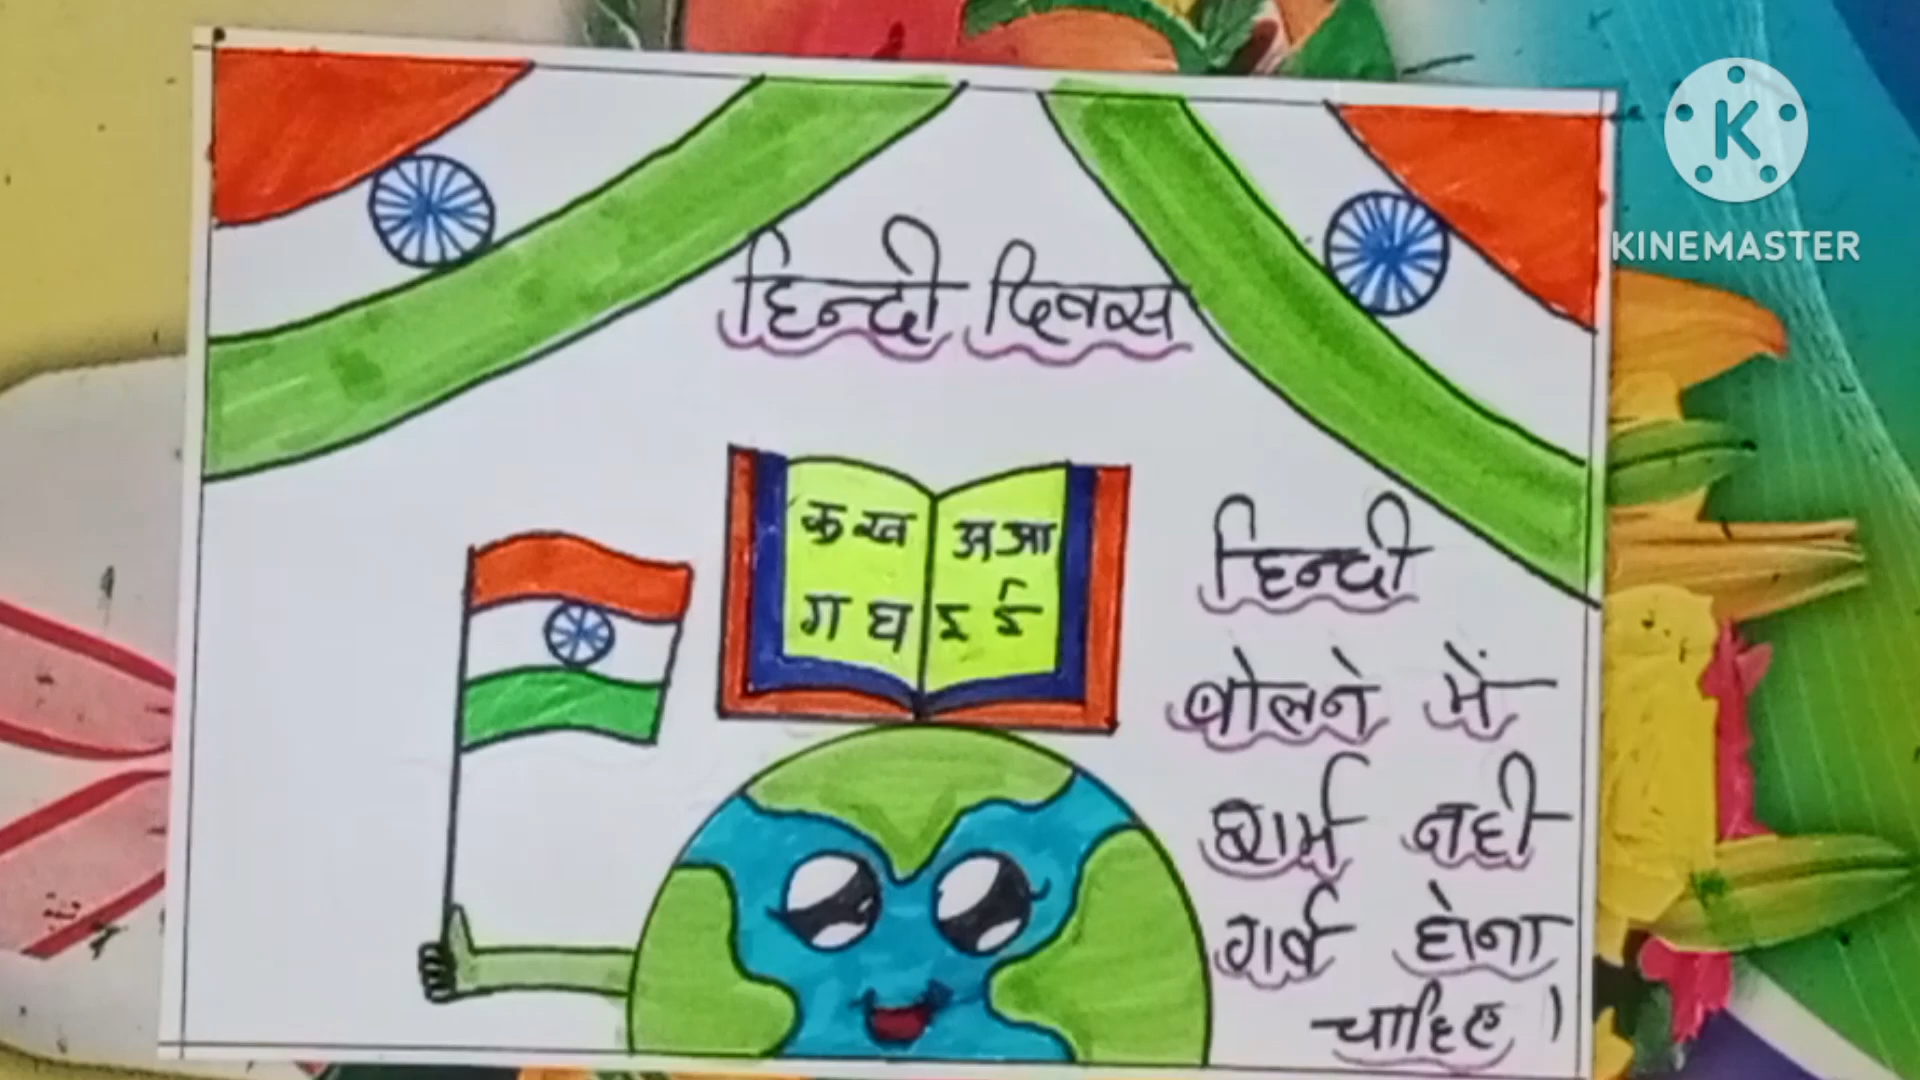 हिन्दी दिवस
क ख अ आ
ग घ इ ई
हिन्दी
बोलने में
शर्म नही
गर्व होना
चाहिए।
KINEMASTER